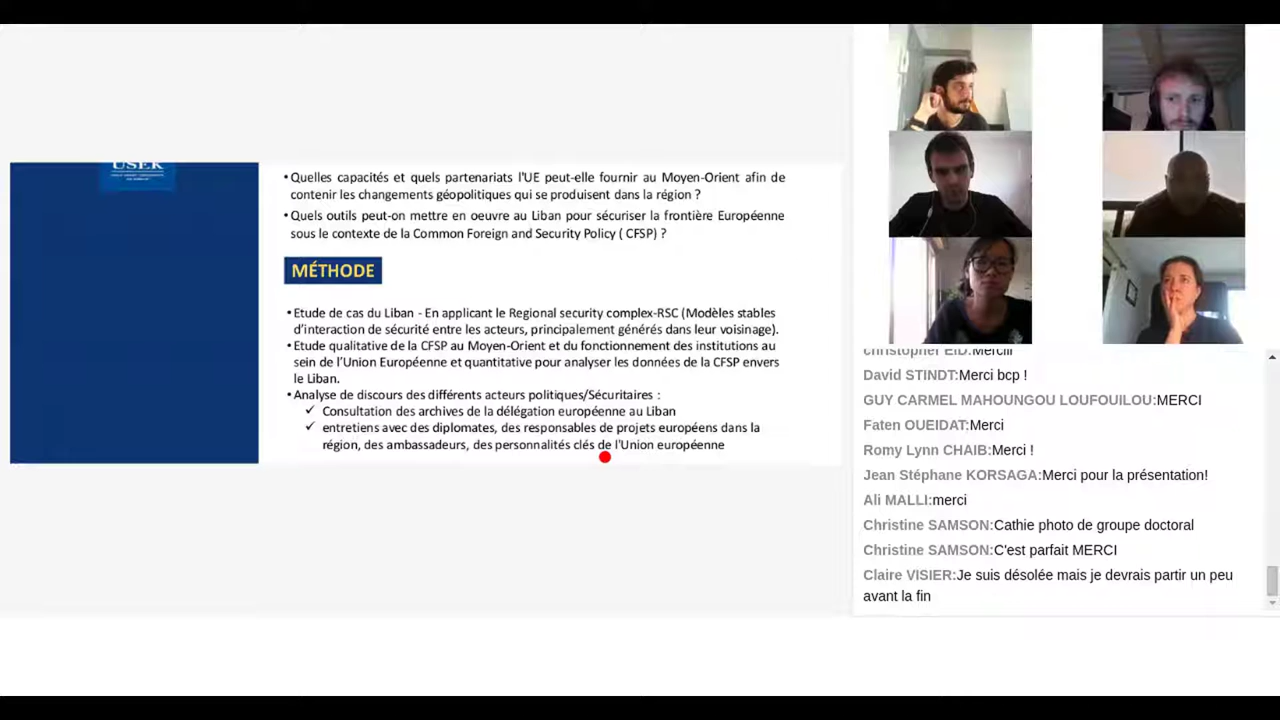 USEK
• Quelles capacités et quels partenariats l'UE peut-elle fournir au Moyen-Orient afin de
contenir les changements géopolitiques qui se produisent dans la région ?
• Quels outils peut-on mettre en oeuvre au Liban pour sécuriser la frontière Européenne
sous le contexte de la Common Foreign and Security Policy ( CFSP) ?
MÉTHODE
• Etude de cas du Liban - En applicant le Regional security complex-RSC (Modèles stables
d'interaction de sécurité entre les acteurs, principalement générés dans leur voisinage).
• Etude qualitative de la CFSP au Moyen-Orient et du fonctionnement des institutions au
sein de l'Union Européenne et quantitative pour analyser les données de la CFSP envers
le Liban.
• Analyse de discours des différents acteurs politiques/Sécuritaires :
✓ Consultation des archives de la délégation européenne au Liban
✓ entretiens avec des diplomates, des responsables de projets européens dans la
région, des ambassadeurs, des personnalités clés de l'Union européenne
christopher EID:Merciii
David STINDT:Merci bcp !
GUY CARMEL MAHOUNGOU LOUFOUILOU:MERCI
Faten OUEIDAT:Merci
Romy Lynn CHAIB:Merci !
Jean Stéphane KORSAGA:Merci pour la présentation!
Ali MALLI:merci
Christine SAMSON:Cathie photo de groupe doctoral
Christine SAMSON:C'est parfait MERCI
Claire VISIER:Je suis désolée mais je devrais partir un peu
avant la fin